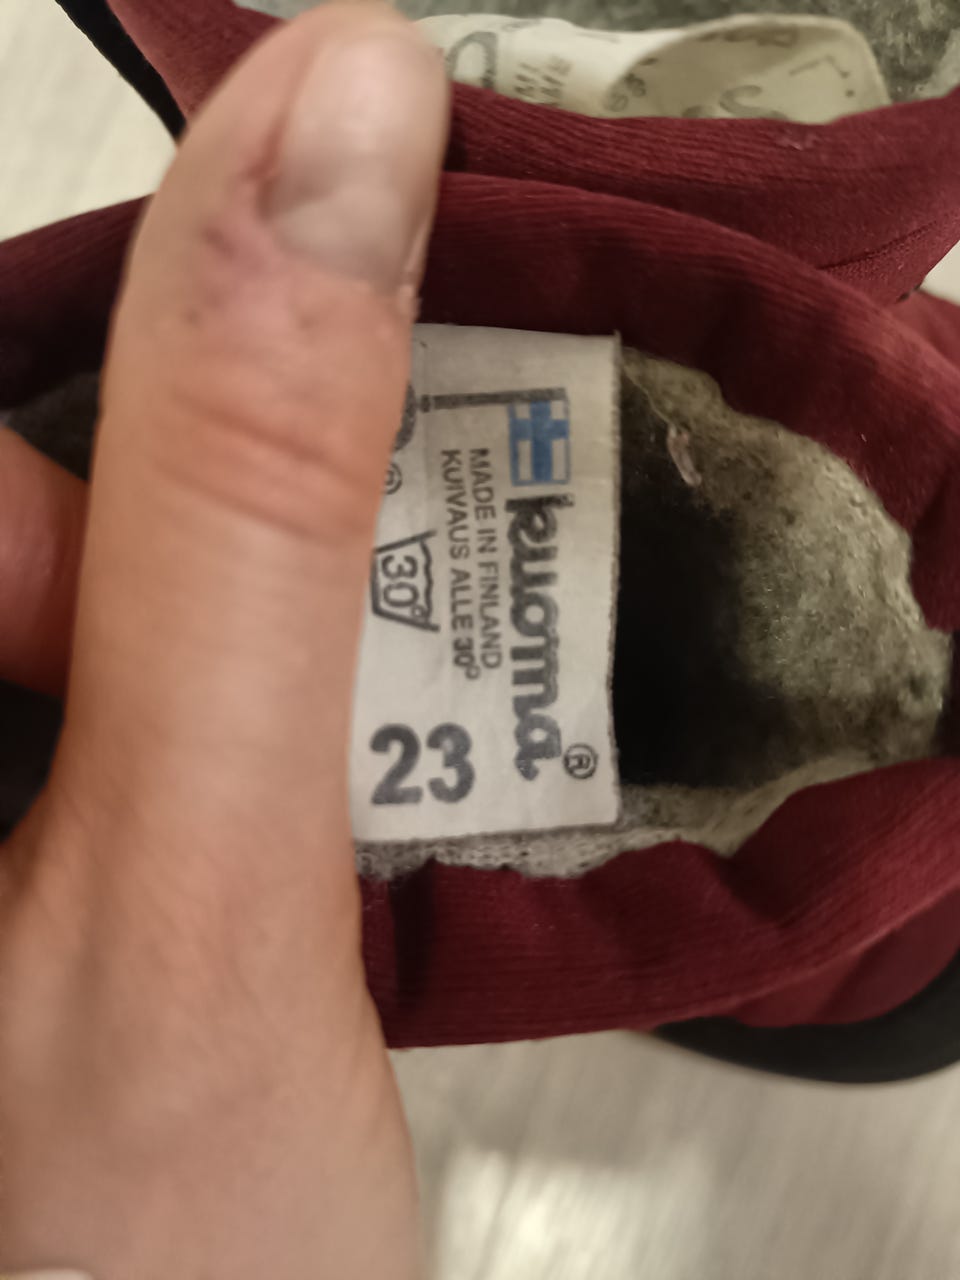 kuoma®
MADE IN FINLAND
KUIVAUS ALLE 30°
®
30°
23